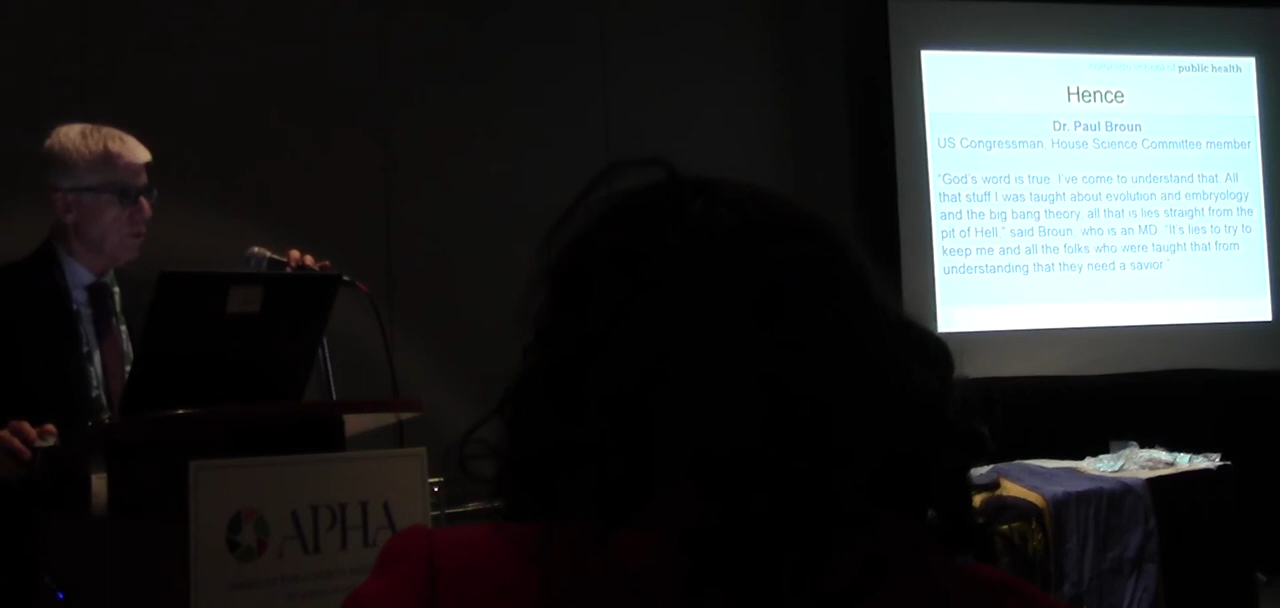 public health
Hence
Dr. Paul Broun
US Congressman, House Science Committee member
"God's word is true. I've come to understand that. All
that stuff I was taught about evolution and embryology
and the big bang theory, all that is lies straight from the
pit of Hell," said Broun, who is an MD. "It's lies to try to
keep me and all the folks who were taught that from
understanding that they need a savior."
APHA